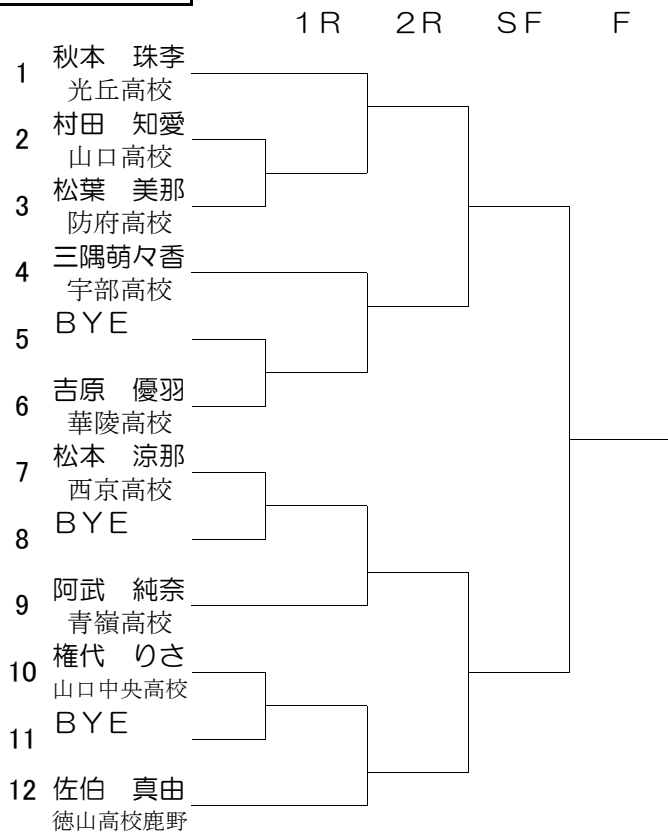 1R 2R SF F
1 秋本 珠李
光丘高校
2 村田 知愛
山口高校
3 松葉 美那
防府高校
4 三隅萌々香
宇部高校
5 BYE
6 吉原 優羽
華陵高校
7 松本 涼那
西京高校
8 BYE
9 阿武 純奈
青嶺高校
10 権代 りさ
山口中央高校
11 BYE
12 佐伯 真由
徳山高校鹿野